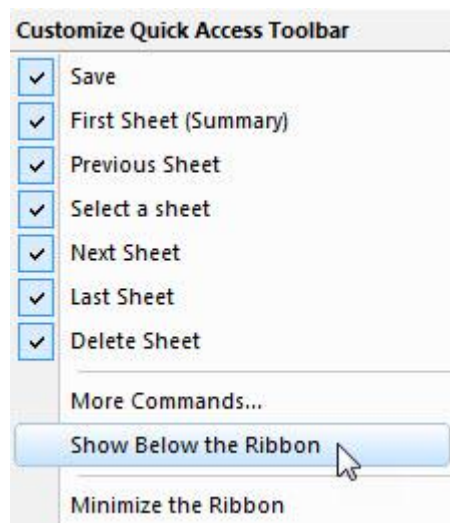 Customize Quick Access Toolbar
Save
First Sheet (Summary)
Previous Sheet
Select a sheet
Next Sheet
Last Sheet
Delete Sheet
More Commands...
Show Below the Ribbon
Minimize the Ribbon